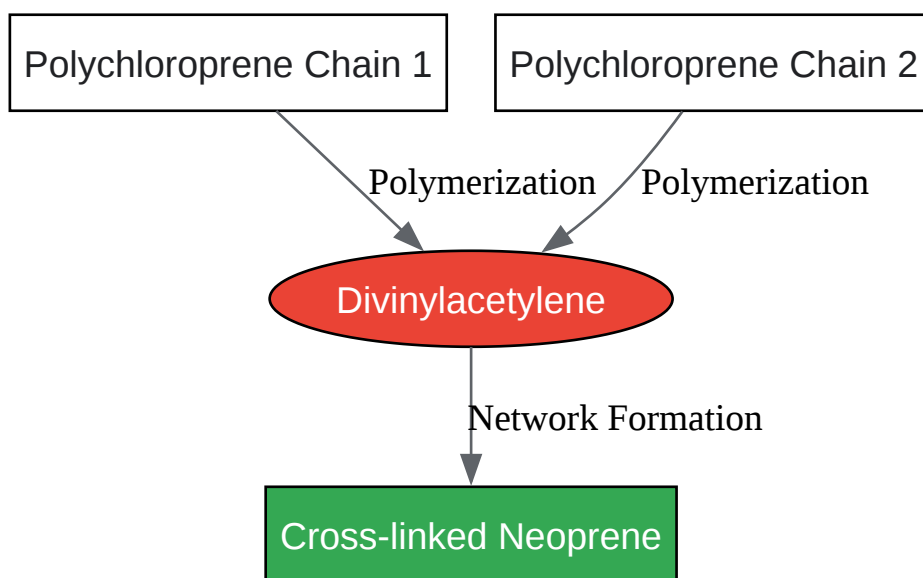 Polychloroprene Chain 1
Polychloroprene Chain 2
Polymerization
Polymerization
Divinylacetylene
Network Formation
Cross-linked Neoprene